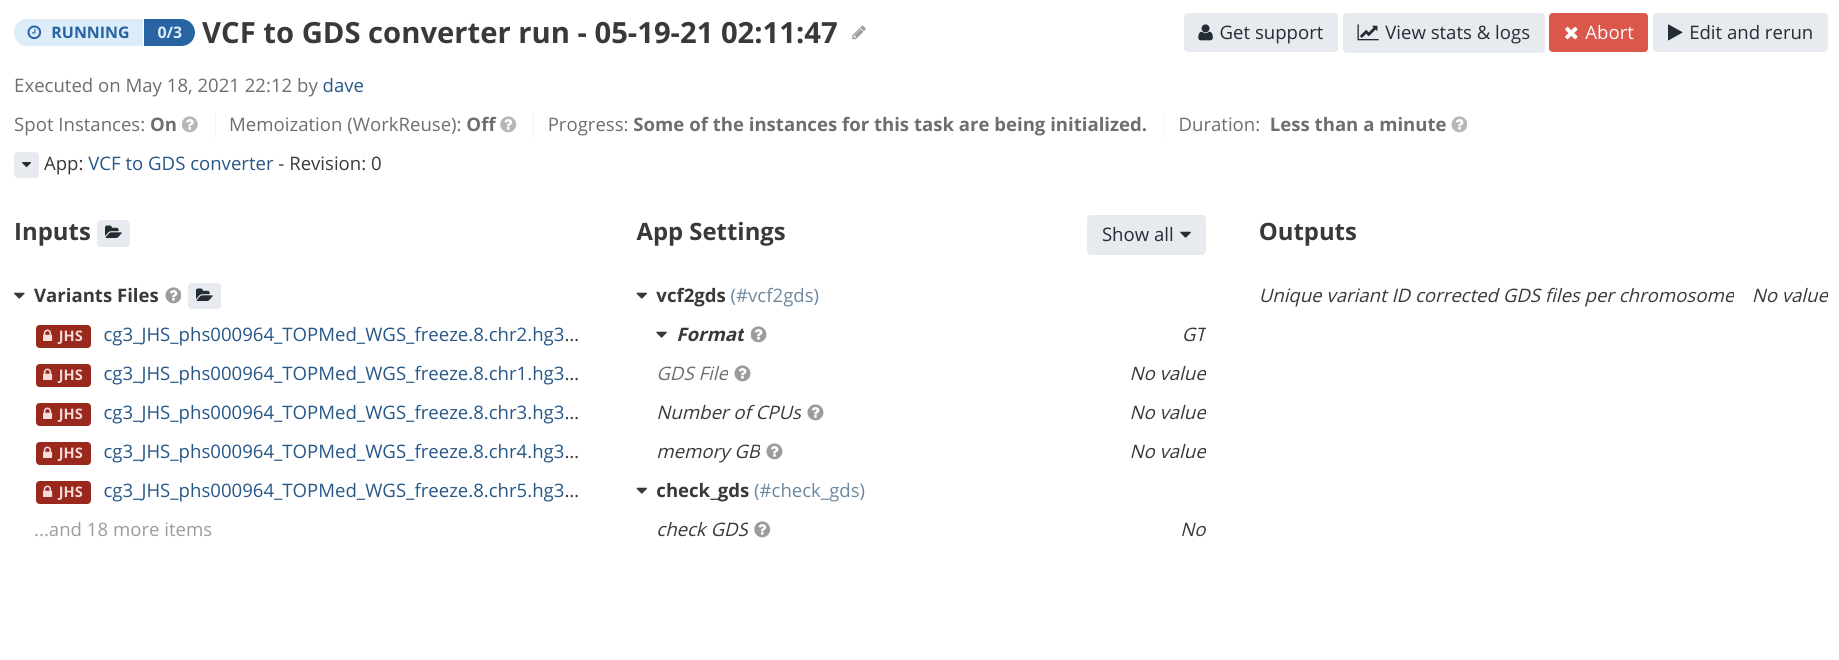 RUNNING 0/3 VCF to GDS converter run - 05-19-21 02:11:47
Get support View stats & logs Abort Edit and rerun
Executed on May 18, 2021 22:12 by dave
Spot Instances: On ? Memoization (WorkReuse): Off ? Progress: Some of the instances for this task are being initialized. Duration: Less than a minute ?
App: VCF to GDS converter - Revision: 0
Inputs
Variants Files ?
JHS cg3_JHS_phs000964_TOPMed_WGS_freeze.8.chr2.hg3...
JHS cg3_JHS_phs000964_TOPMed_WGS_freeze.8.chr1.hg3...
JHS cg3_JHS_phs000964_TOPMed_WGS_freeze.8.chr3.hg3...
JHS cg3_JHS_phs000964_TOPMed_WGS_freeze.8.chr4.hg3...
JHS cg3_JHS_phs000964_TOPMed_WGS_freeze.8.chr5.hg3...
...and 18 more items
App Settings Show all
vcf2gds (#vcf2gds)
Format ? GT
GDS File ? No value
Number of CPUs ? No value
memory GB ? No value
check_gds (#check_gds)
check GDS ? No
Outputs
Unique variant ID corrected GDS files per chromosome No value